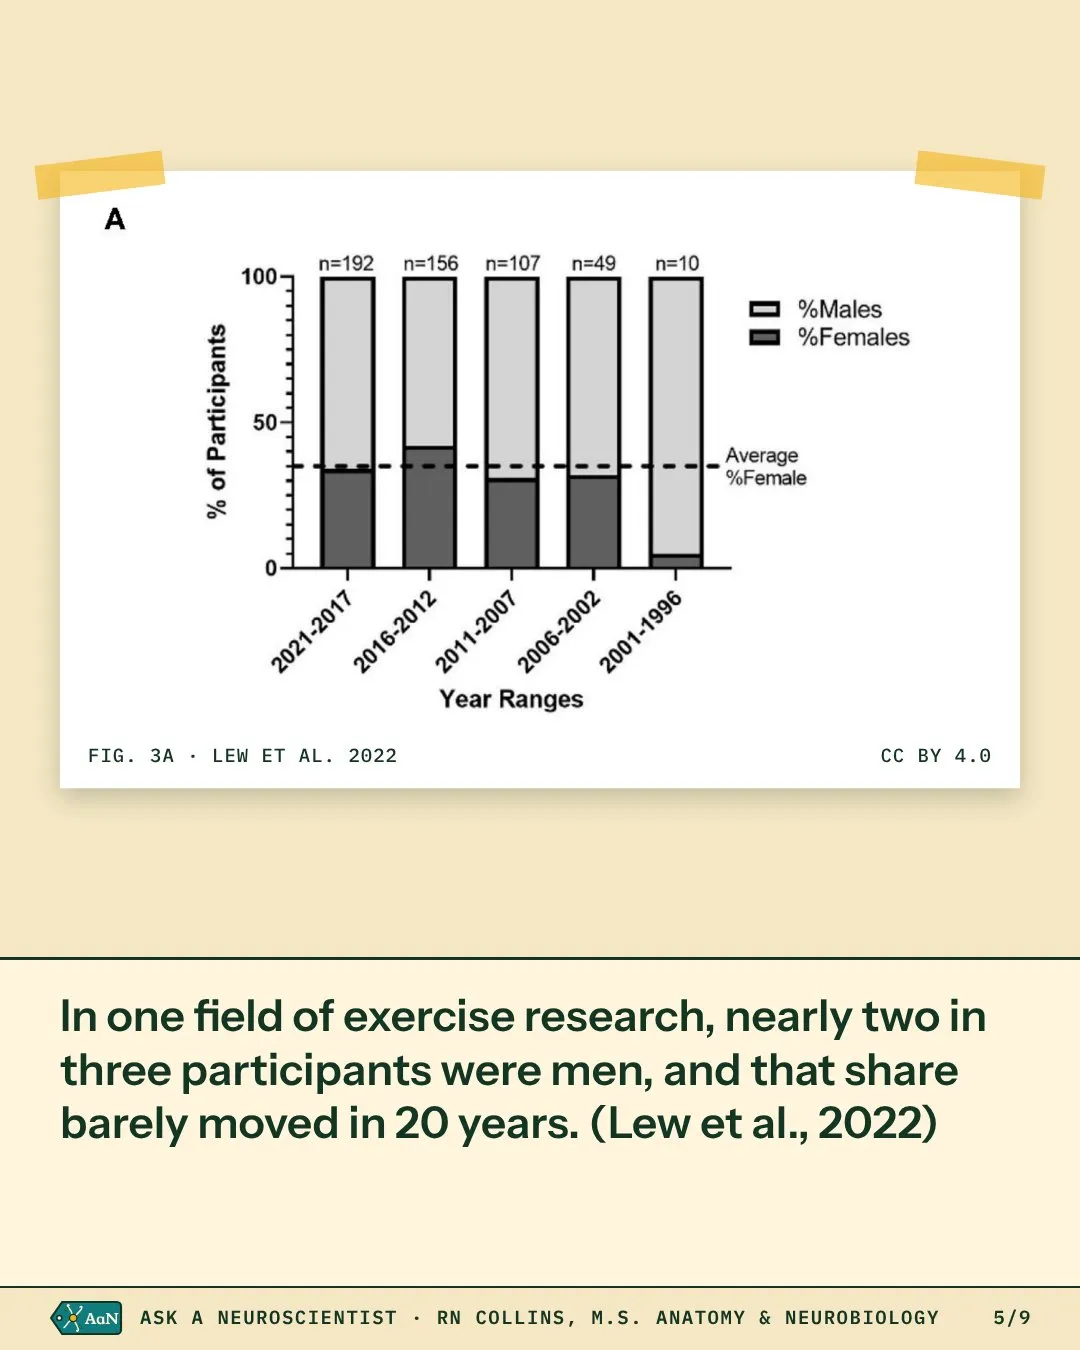 A
n=192 n=156 n=107 n=49 n=10
100
50
0
% of Participants
%Males
%Females
Average
%Female
2021-2017 2016-2012 2011-2007 2006-2002 2001-1996
Year Ranges
FIG. 3A · LEW ET AL. 2022
CC BY 4.0
In one field of exercise research, nearly two in
three participants were men, and that share
barely moved in 20 years. (Lew et al., 2022)
AaN
ASK A NEUROSCIENTIST · RN COLLINS, M.S. ANATOMY & NEUROBIOLOGY
5/9